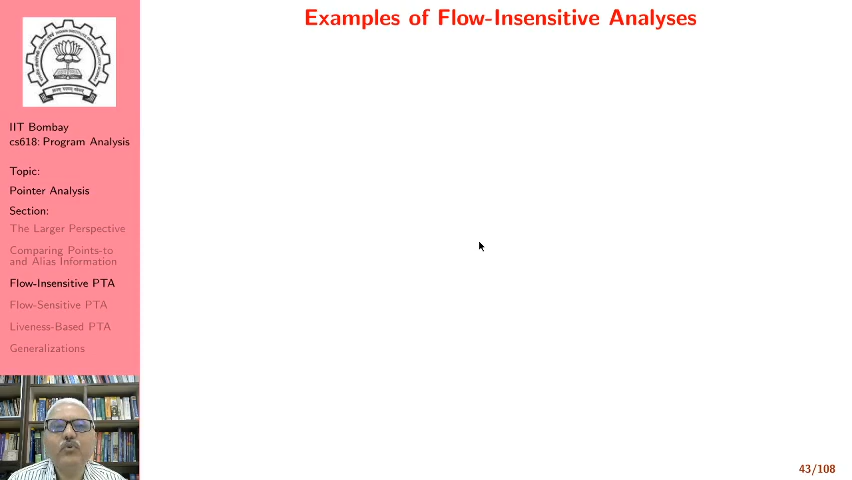 Examples of Flow-Insensitive Analyses
IIT Bombay
cs618: Program Analysis
Topic:
Pointer Analysis
Section:
The Larger Perspective
Comparing Points-to
and Alias Information
Flow-Insensitive PTA
Flow-Sensitive PTA
Liveness-Based PTA
Generalizations
43/108